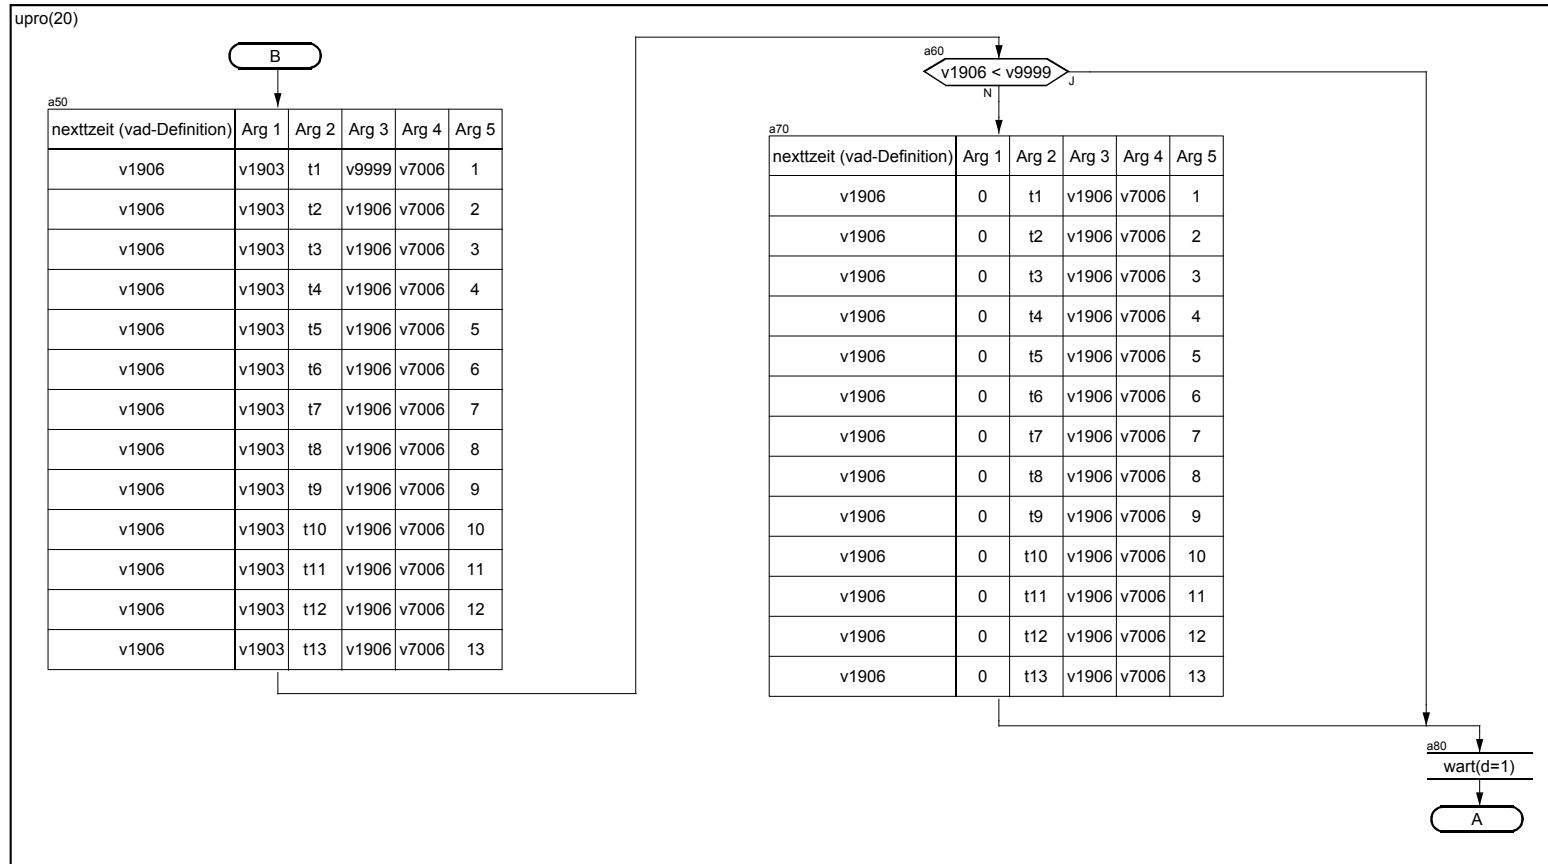 upro(20)
B
a50
nexttzeit (vad-Definition) Arg 1 Arg 2 Arg 3 Arg 4 Arg 5
v1906 v1903 t1 v9999 v7006 1
v1906 v1903 t2 v1906 v7006 2
v1906 v1903 t3 v1906 v7006 3
v1906 v1903 t4 v1906 v7006 4
v1906 v1903 t5 v1906 v7006 5
v1906 v1903 t6 v1906 v7006 6
v1906 v1903 t7 v1906 v7006 7
v1906 v1903 t8 v1906 v7006 8
v1906 v1903 t9 v1906 v7006 9
v1906 v1903 t10 v1906 v7006 10
v1906 v1903 t11 v1906 v7006 11
v1906 v1903 t12 v1906 v7006 12
v1906 v1903 t13 v1906 v7006 13
a60
v1906 < v9999
J
N
a70
nexttzeit (vad-Definition) Arg 1 Arg 2 Arg 3 Arg 4 Arg 5
v1906 0 t1 v1906 v7006 1
v1906 0 t2 v1906 v7006 2
v1906 0 t3 v1906 v7006 3
v1906 0 t4 v1906 v7006 4
v1906 0 t5 v1906 v7006 5
v1906 0 t6 v1906 v7006 6
v1906 0 t7 v1906 v7006 7
v1906 0 t8 v1906 v7006 8
v1906 0 t9 v1906 v7006 9
v1906 0 t10 v1906 v7006 10
v1906 0 t11 v1906 v7006 11
v1906 0 t12 v1906 v7006 12
v1906 0 t13 v1906 v7006 13
a80
wart(d=1)
A